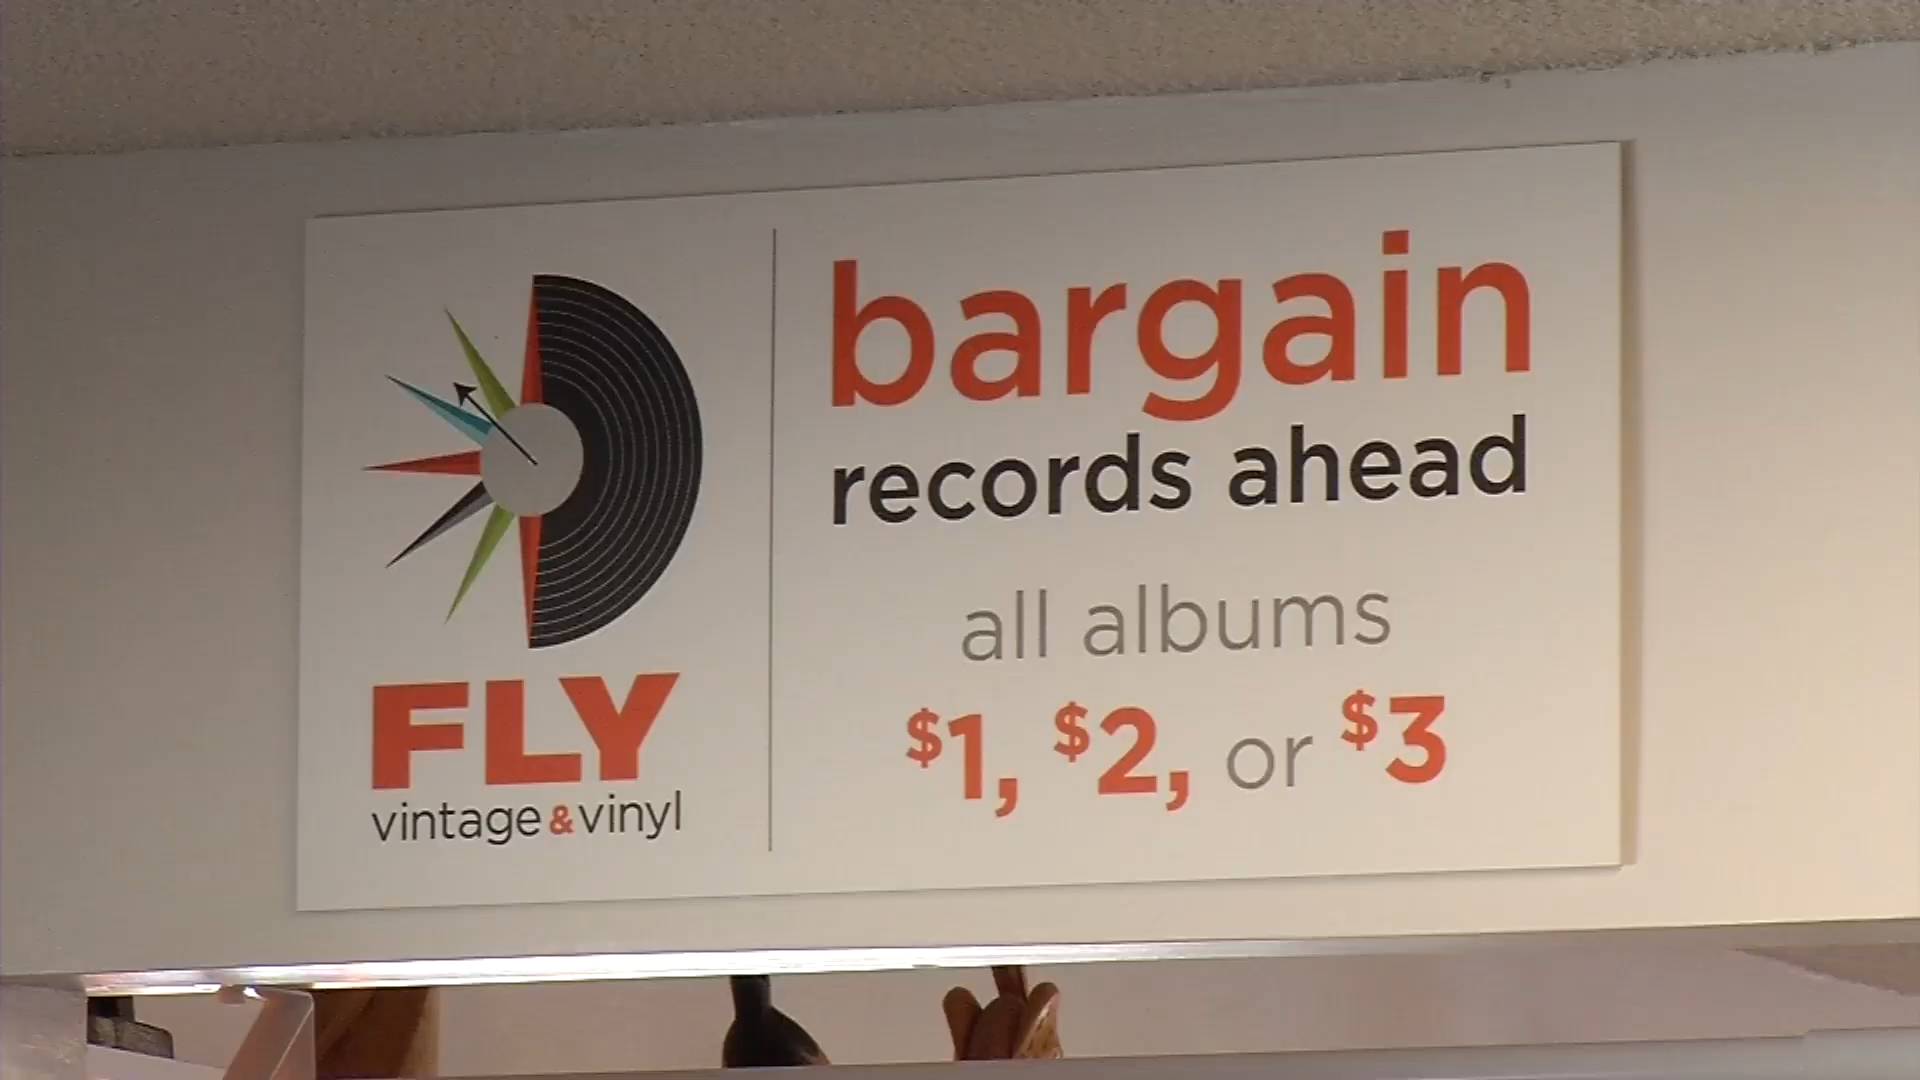 FLY
vintage & vinyl
bargain
records ahead
all albums
$1, $2, or $3